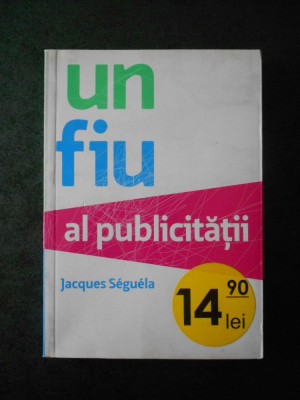 un
fiu
al publicității
Jacques Séguéla
14 90
lei